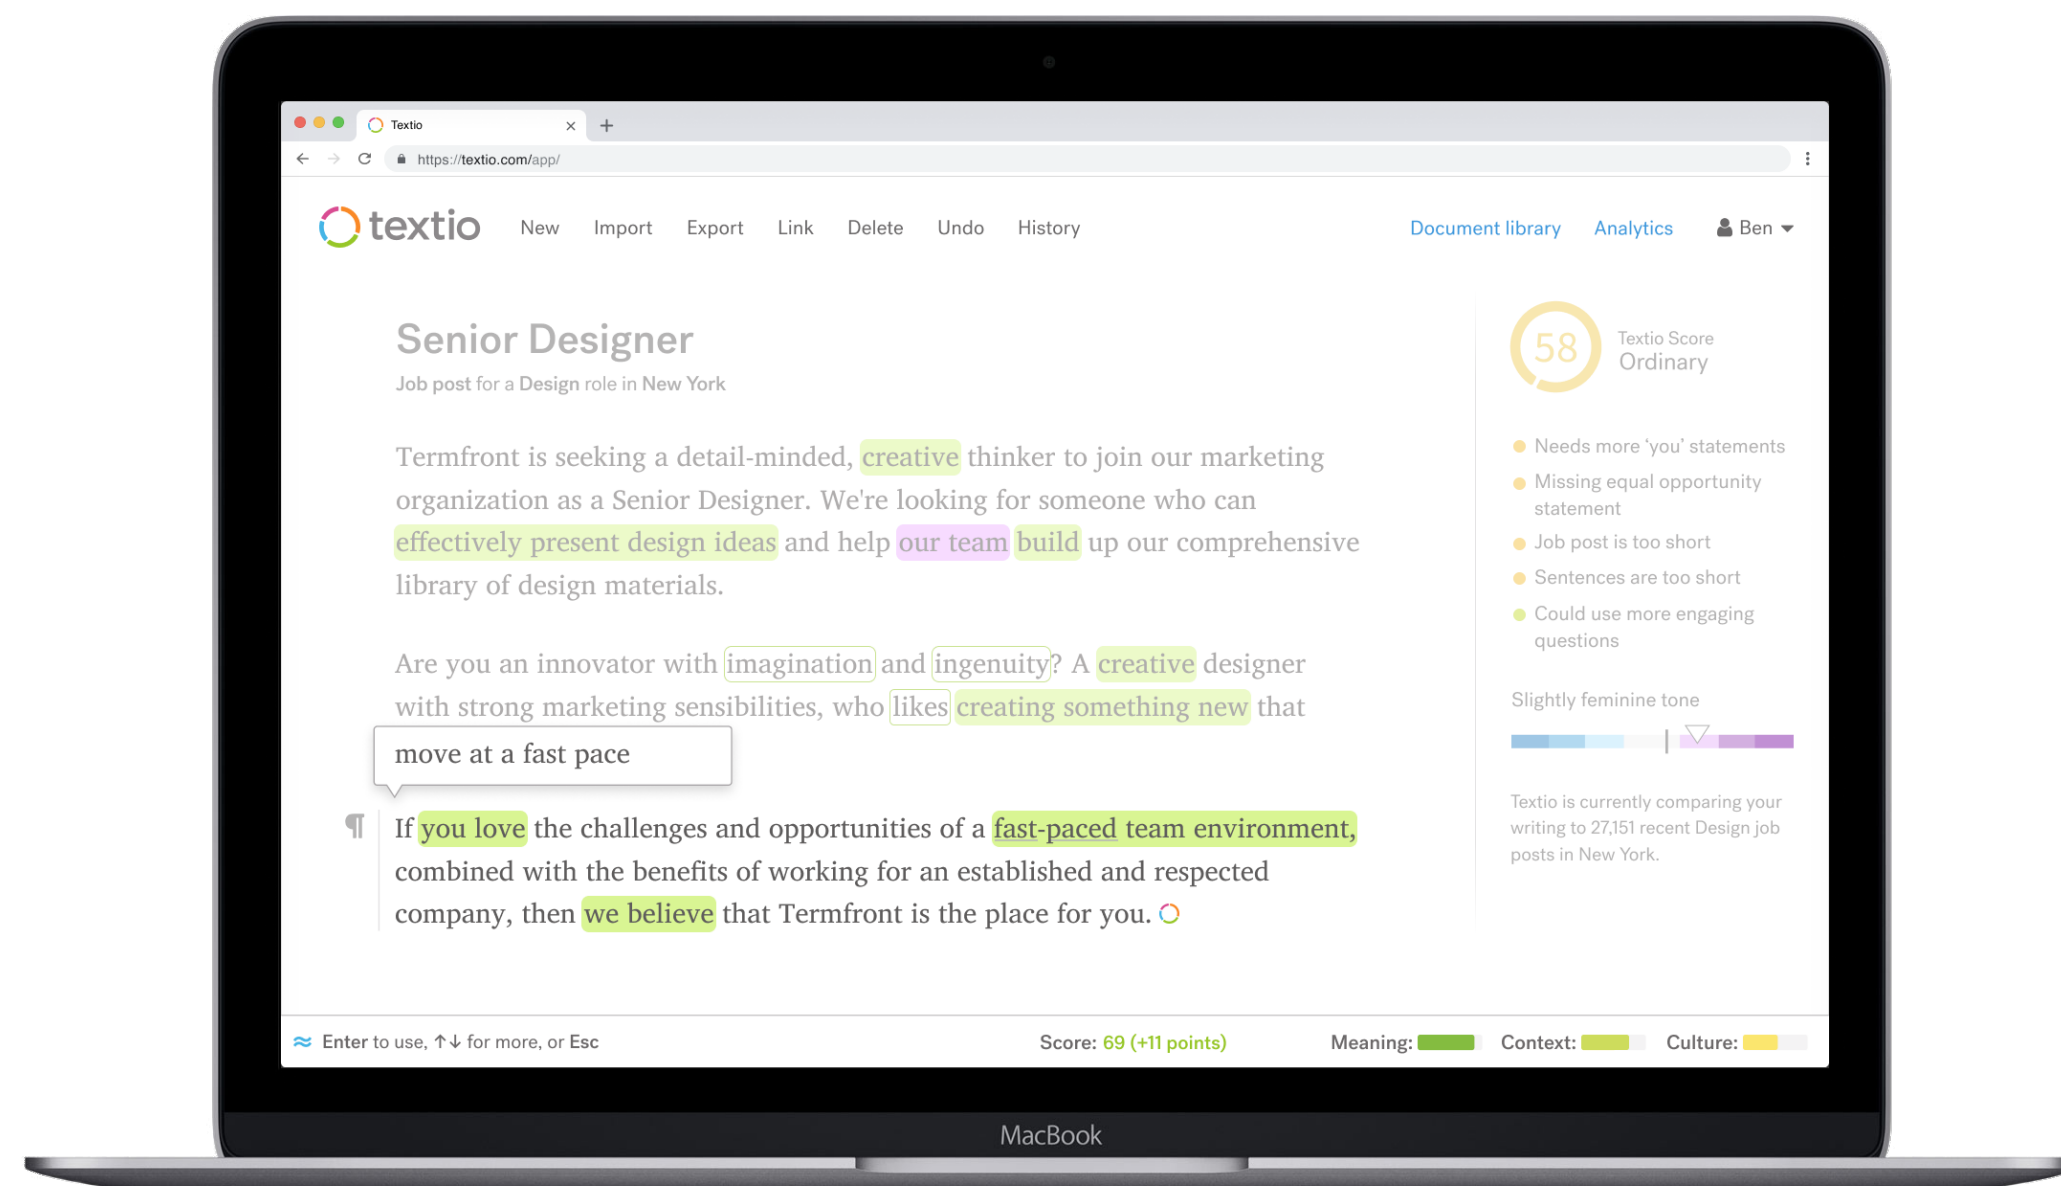 Textio
https://textio.com/app/
textio New Import Export Link Delete Undo History Document library Analytics Ben
Senior Designer
Job post for a Design role in New York
Termfront is seeking a detail-minded, creative thinker to join our marketing
organization as a Senior Designer. We're looking for someone who can
effectively present design ideas and help our team build up our comprehensive
library of design materials.
Are you an innovator with imagination and ingenuity? A creative designer
with strong marketing sensibilities, who likes creating something new that
move at a fast pace
¶ If you love the challenges and opportunities of a fast-paced team environment,
combined with the benefits of working for an established and respected
company, then we believe that Termfront is the place for you.
58
Textio Score
Ordinary
Needs more ‘you’ statements
Missing equal opportunity
statement
Job post is too short
Sentences are too short
Could use more engaging
questions
Slightly feminine tone
Textio is currently comparing your
writing to 27,151 recent Design job
posts in New York.
≈ Enter to use, ↑↓ for more, or Esc Score: 69 (+11 points) Meaning: Context: Culture:
MacBook